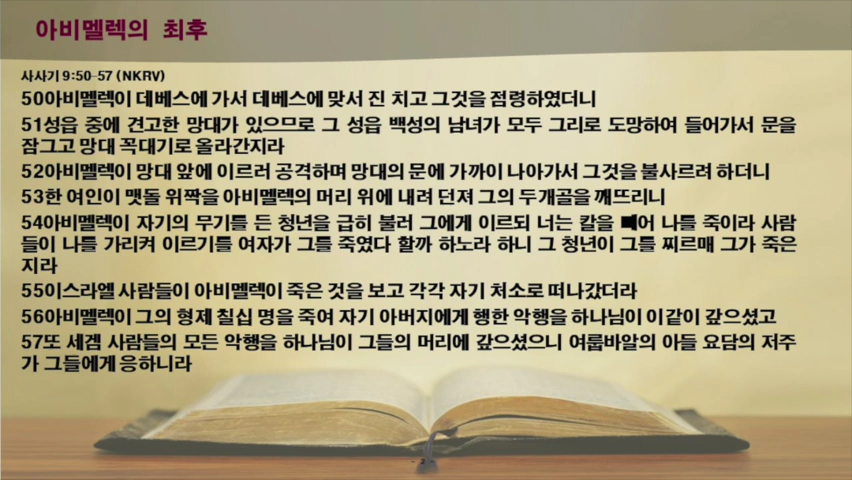 아비멜렉의 최후
사사기 9:50-57 (NKRV)
50아비멜렉이 데베스에 가서 데베스에 맞서 진 치고 그것을 점령하였더니
51성읍 중에 견고한 망대가 있으므로 그 성읍 백성의 남녀가 모두 그리로 도망하여 들어가서 문을
잠그고 망대 꼭대기로 올라간지라
52아비멜렉이 망대 앞에 이르러 공격하며 망대의 문에 가까이 나아가서 그것을 불사르려 하더니
53한 여인이 맷돌 위짝을 아비멜렉의 머리 위에 내려 던져 그의 두개골을 깨뜨리니
54아비멜렉이 자기의 무기를 든 청년을 급히 불러 그에게 이르되 너는 칼을 빼어 나를 죽이라 사람
들이 나를 가리켜 이르기를 여자가 그를 죽였다 할까 하노라 하니 그 청년이 그를 찌르매 그가 죽은
지라
55이스라엘 사람들이 아비멜렉이 죽은 것을 보고 각각 자기 처소로 떠나갔더라
56아비멜렉이 그의 형제 칠십 명을 죽여 자기 아버지에게 행한 악행을 하나님이 이같이 갚으셨고
57또 세겜 사람들의 모든 악행을 하나님이 그들의 머리에 갚으셨으니 여룹바알의 아들 요담의 저주
가 그들에게 응하니라